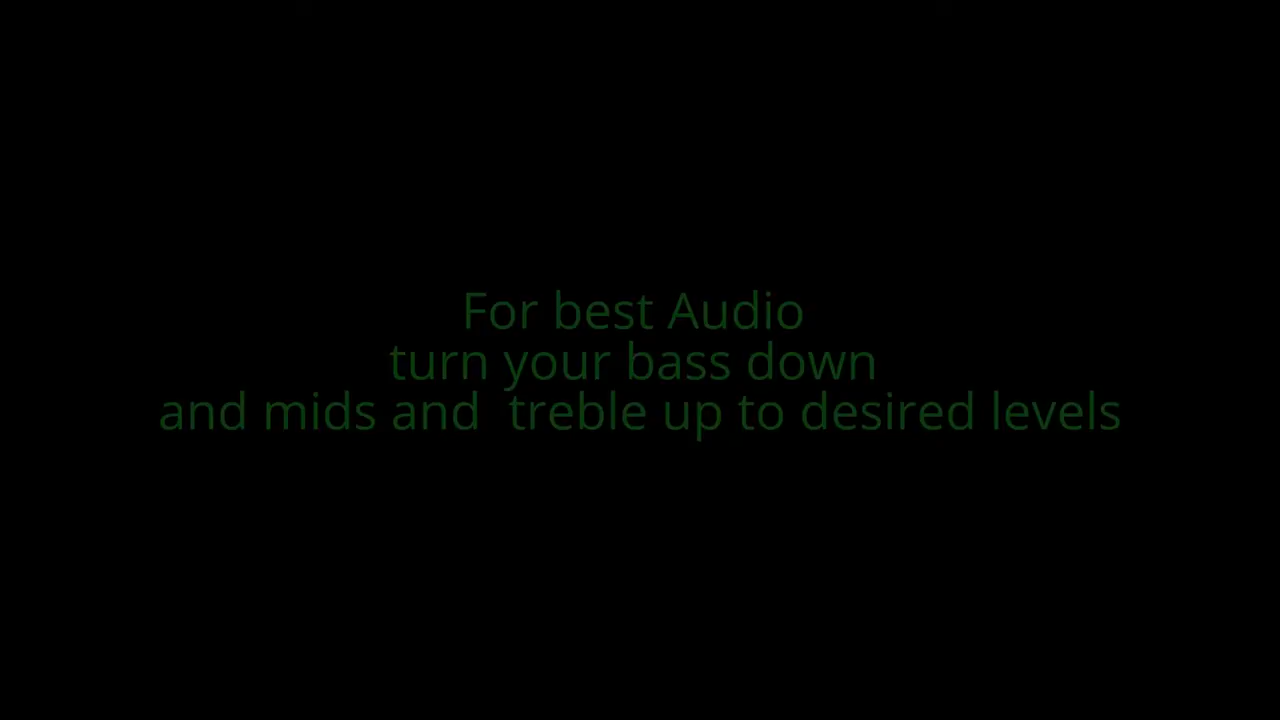 For best Audio
turn your bass down
and mids and  treble up to desired levels